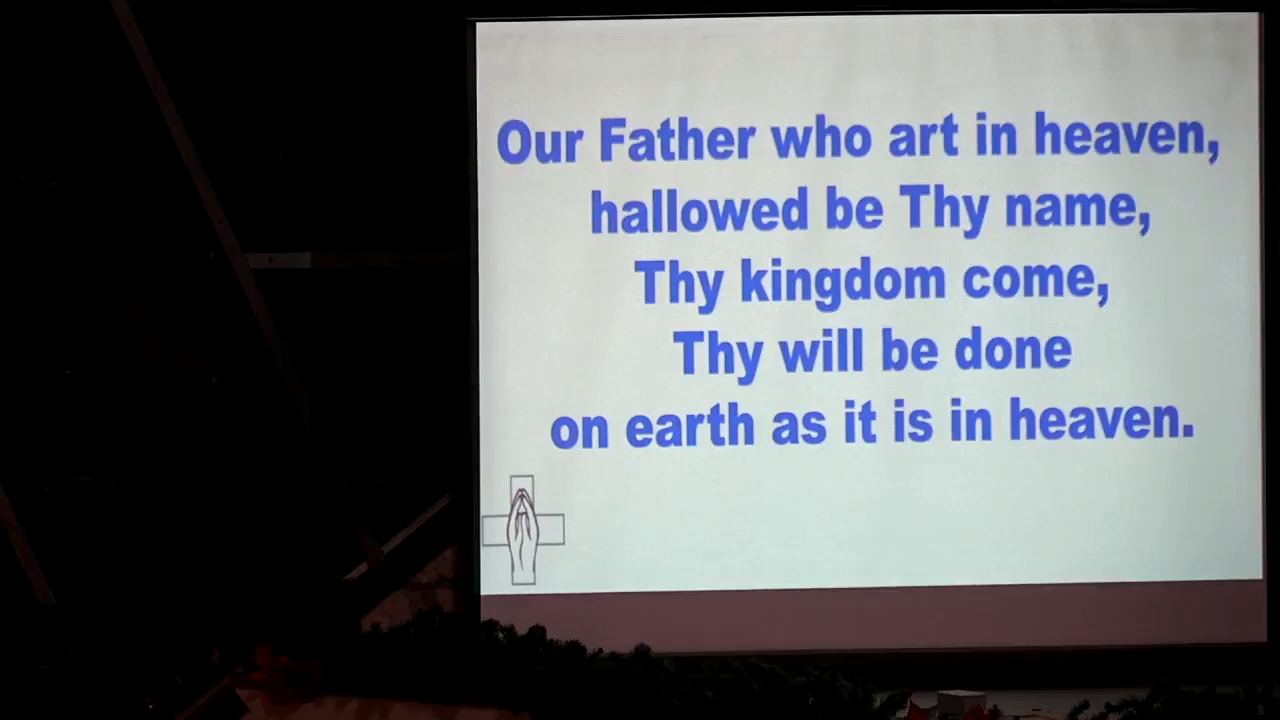 Our Father who art in heaven,
hallowed be Thy name,
Thy kingdom come,
Thy will be done
on earth as it is in heaven.